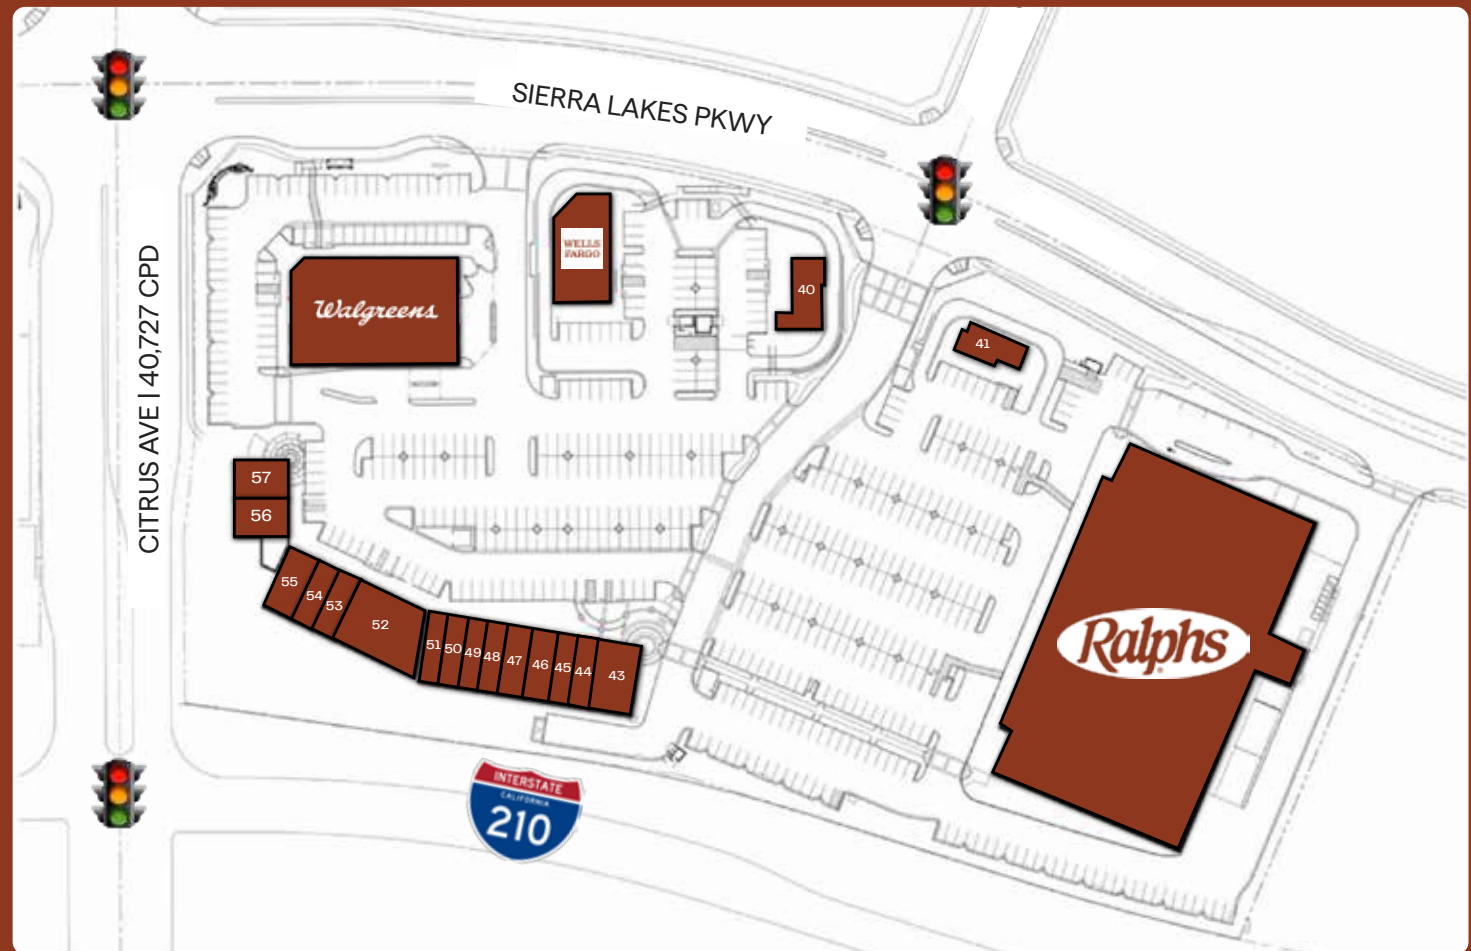 SIERRA LAKES PKWY
CITRUS AVE | 40,727 CPD
WELLS
FARGO
Walgreens
40
41
57
56
55
54
53
52
51
50
49
48
47
46
45
44
43
Ralphs
INTERSTATE
CALIFORNIA
210